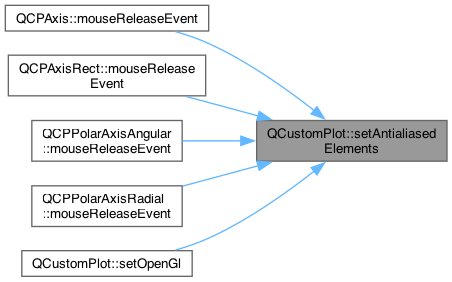 QCPAxis::mouseReleaseEvent
QCPAxisRect::mouseRelease
Event
QCPPolarAxisAngular
::mouseReleaseEvent
QCPPolarAxisRadial
::mouseReleaseEvent
QCustomPlot::setOpenGl
QCustomPlot::setAntialiased
Elements